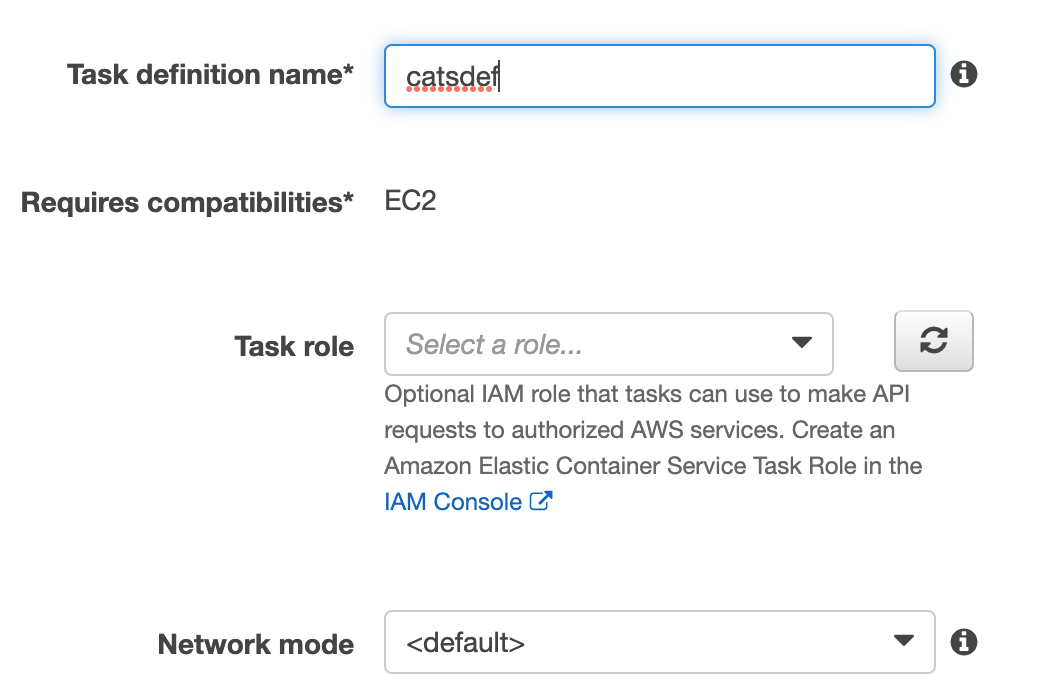 Task definition name* catsdef
Requires compatibilities* EC2
Task role Select a role...
Optional IAM role that tasks can use to make API
requests to authorized AWS services. Create an
Amazon Elastic Container Service Task Role in the
IAM Console
Network mode <default>